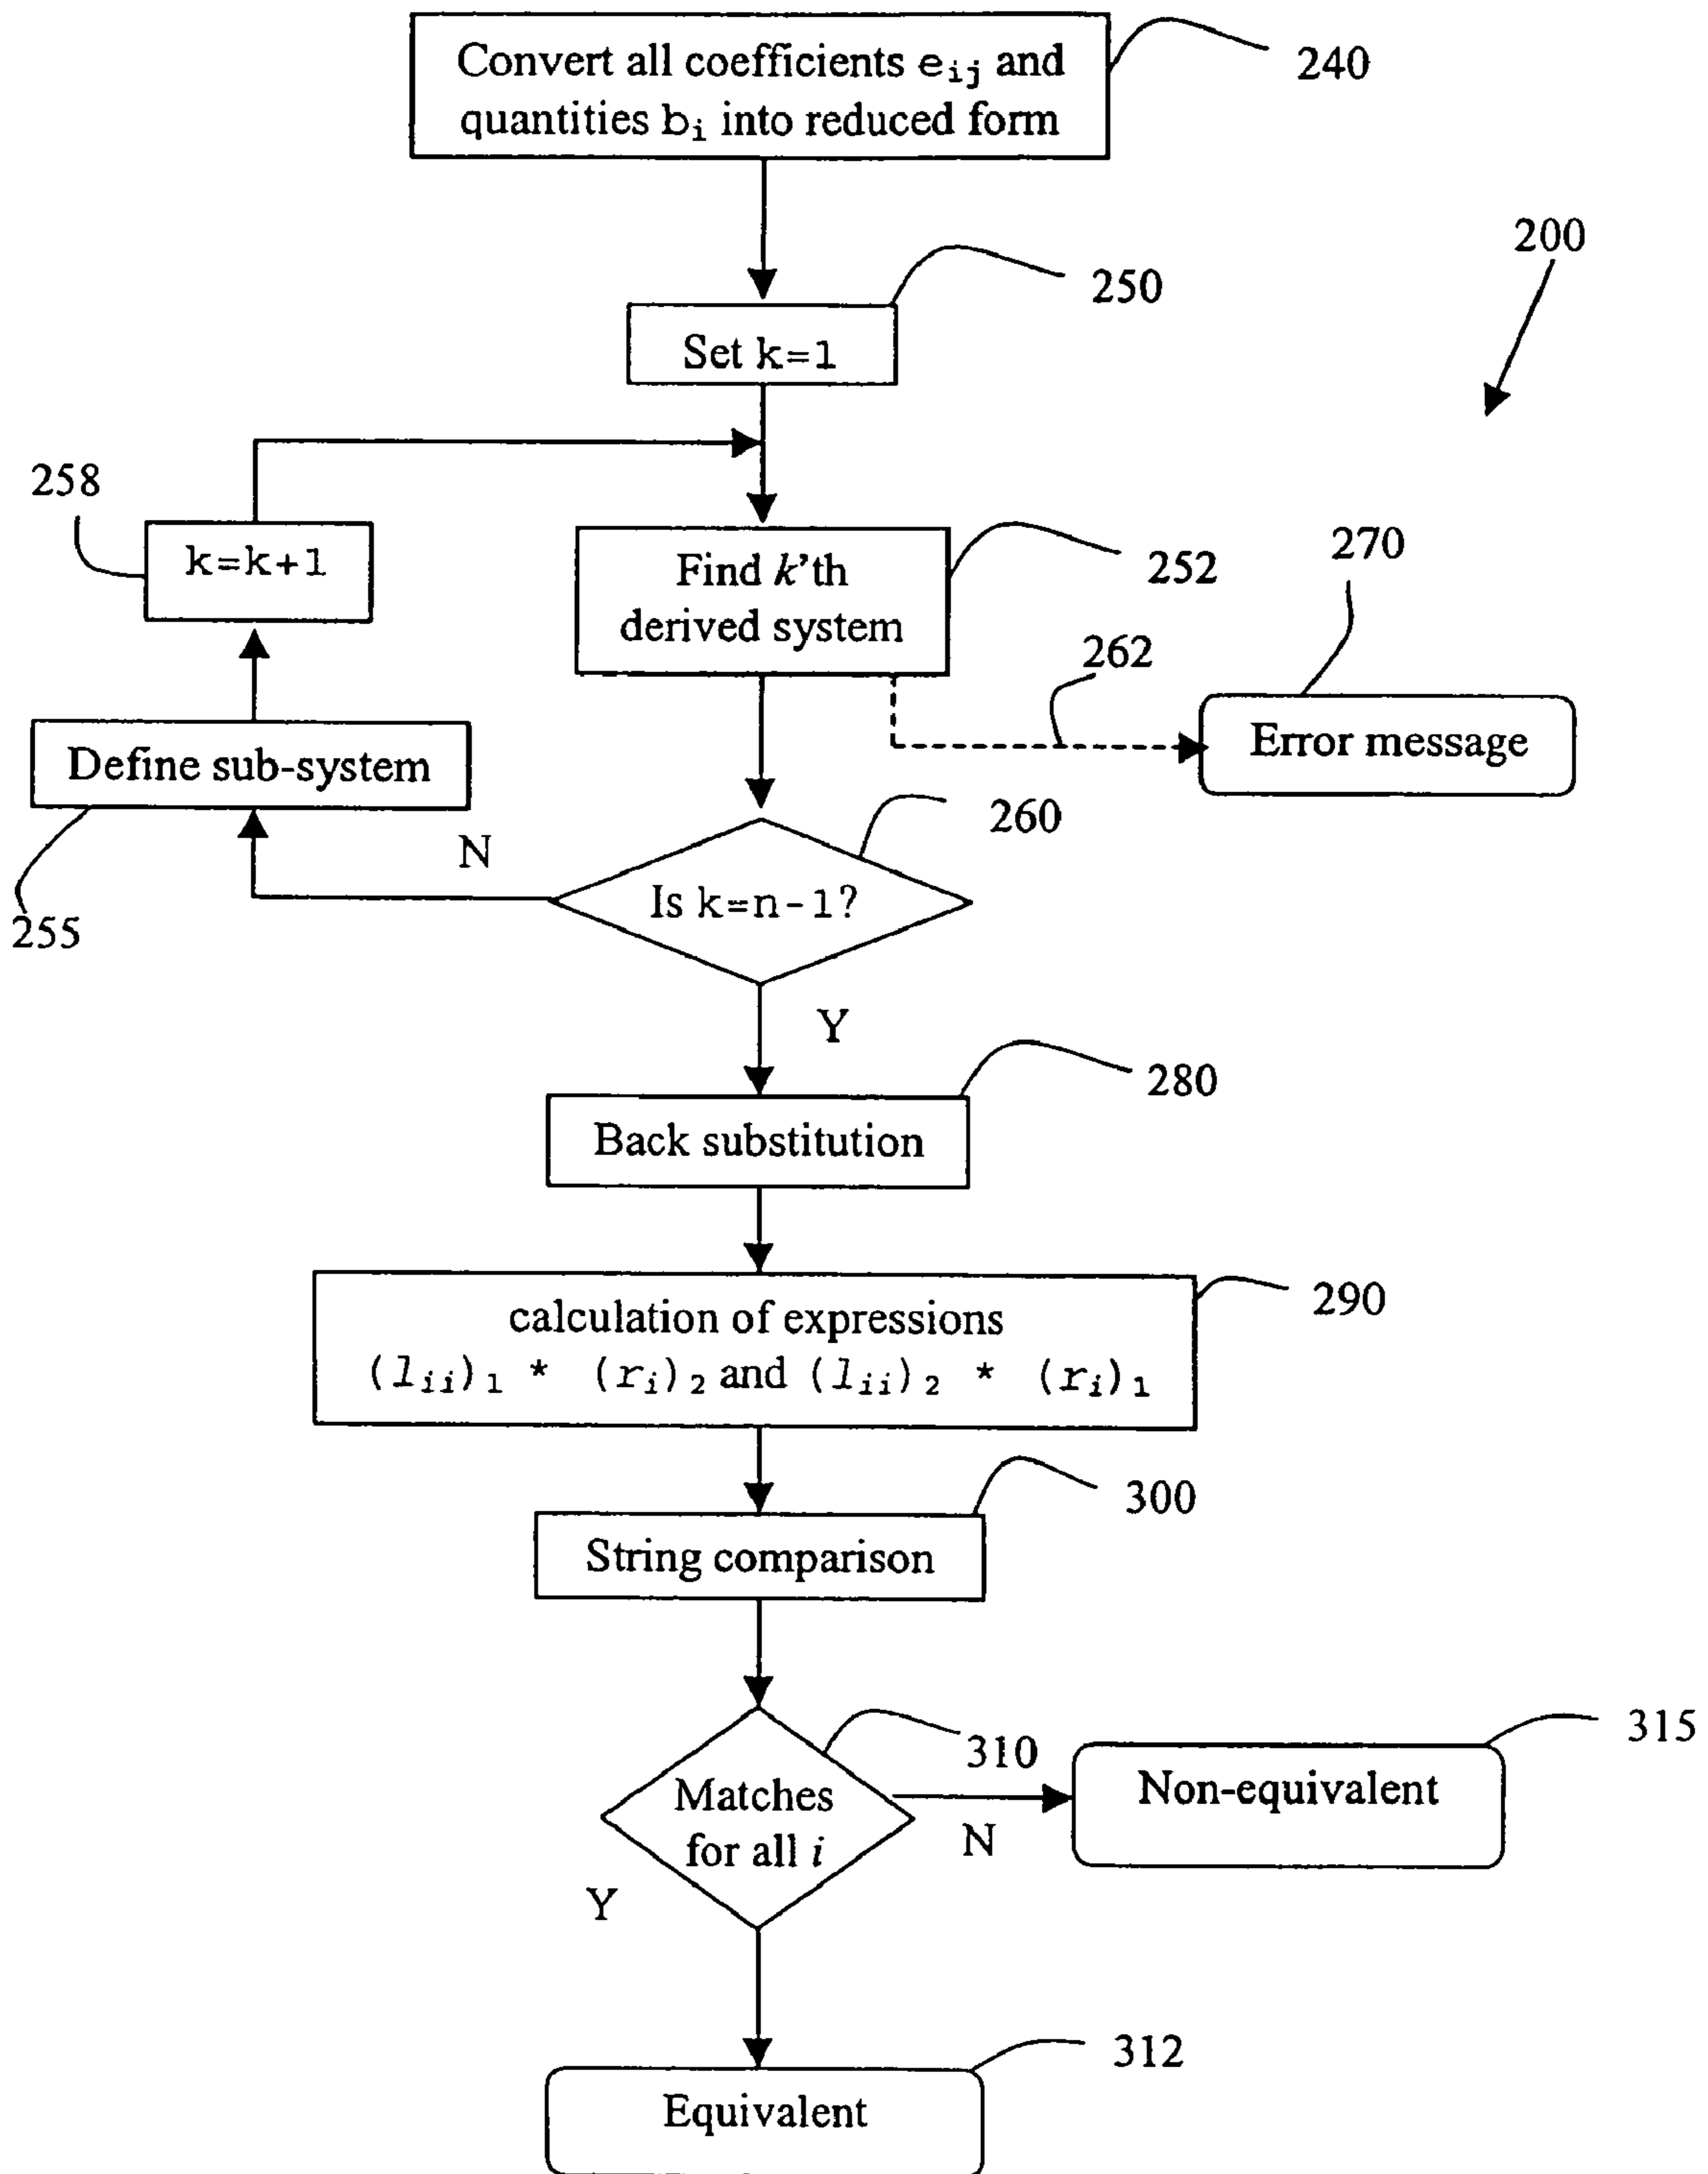 Convert all coefficients eij and
quantities bi into reduced form
240
200
250
Set k=1
258
k=k+1
Find k'th
derived system
252
270
262
Error message
Define sub-system
255
N
260
Is k=n-1?
Y
280
Back substitution
290
calculation of expressions
(lii)1 * (ri)2 and (lii)2 * (ri)1
300
String comparison
310
315
Matches
for all i
N
Non-equivalent
Y
312
Equivalent